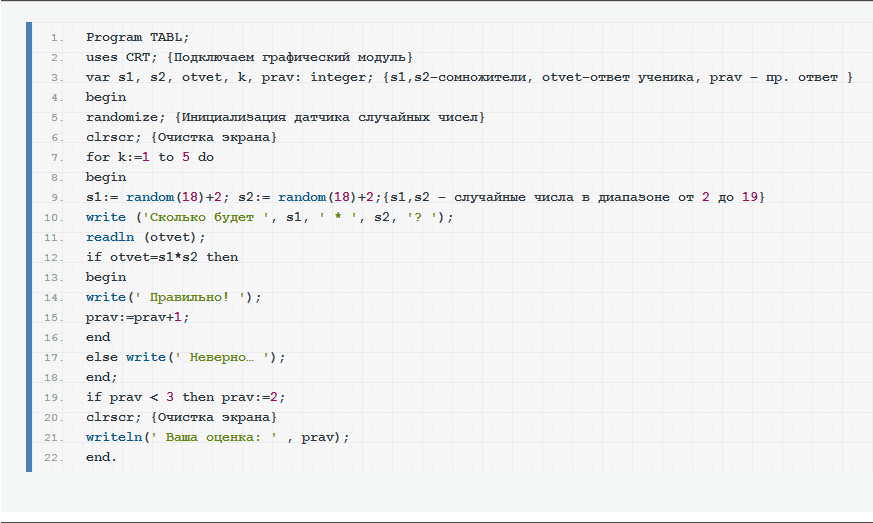 1. Program TABL;
2. uses CRT; {Подключаем графический модуль}
3. var s1, s2, otvet, k, prav: integer; {s1,s2-сомножители, otvet-ответ ученика, prav – пр. ответ }
4. begin
5. randomize; {Инициализация датчика случайных чисел}
6. clrscr; {Очистка экрана}
7. for k:=1 to 5 do
8. begin
9. s1:= random(18)+2; s2:= random(18)+2;{s1,s2 – случайные числа в диапазоне от 2 до 19}
10. write ('Сколько будет ', s1, ' * ', s2, '? ');
11. readln (otvet);
12. if otvet=s1*s2 then
13. begin
14. write(' Правильно! ');
15. prav:=prav+1;
16. end
17. else write(' Неверно… ');
18. end;
19. if prav < 3 then prav:=2;
20. clrscr; {Очистка экрана}
21. writeln(' Ваша оценка: ' , prav);
22. end.